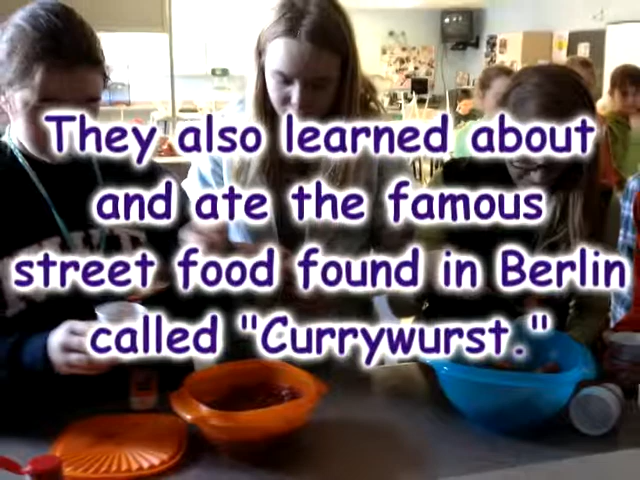 They also learned about
and ate the famous
street food found in Berlin
called "Currywurst."